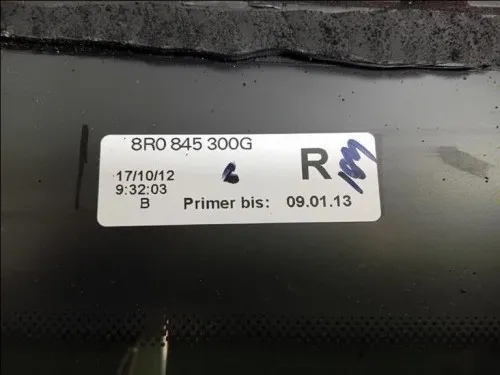 8R0 845 300G
17/10/12
R
9:32:03
B Primer bis: 09.01.13